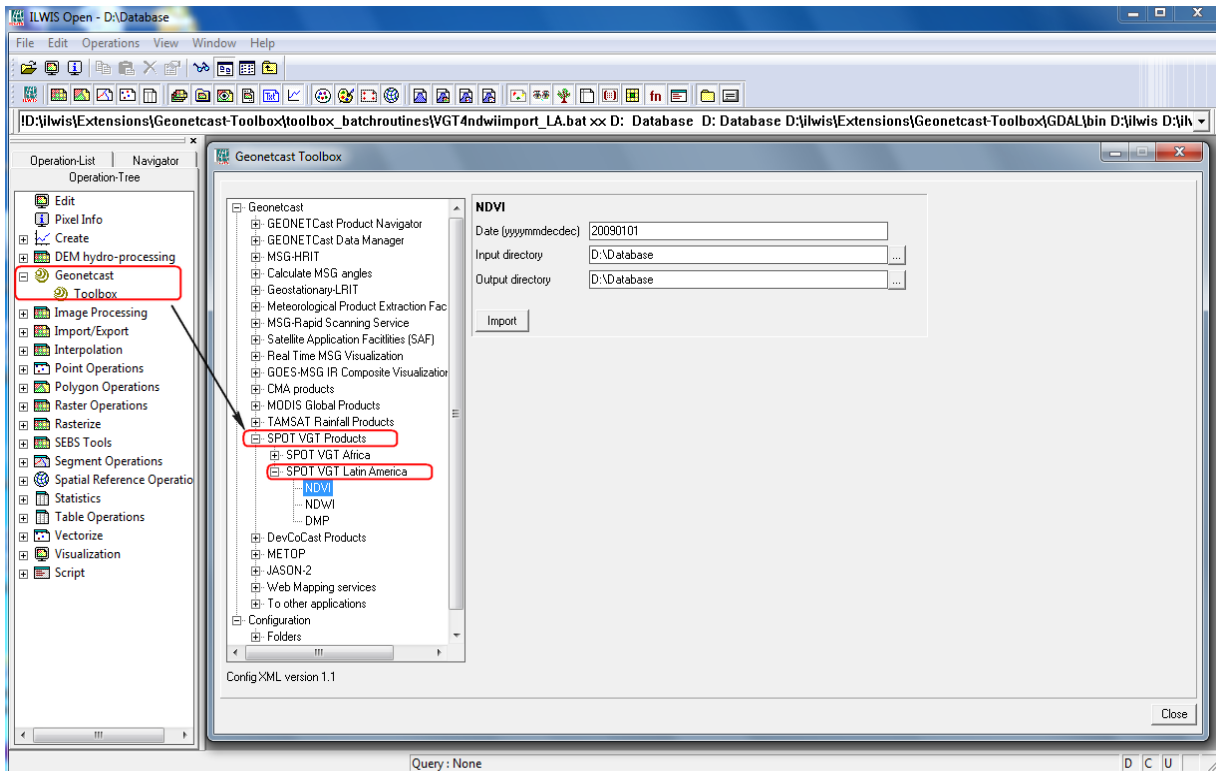 ILWIS Open - D:\Database
File Edit Operations View Window Help
!D:\ilwis\Extensions\Geonetcast-Toolbox\toolbox_batchroutines\VGT4ndwiimport_LA.bat xx D: Database D: Database D:\ilwis\Extensions\Geonetcast-Toolbox\GDAL\bin D:\ilwis
Operation-List
Navigator
Operation-Tree
Edit
Pixel Info
Create
DEM hydro-processing
Geonetcast
Toolbox
Image Processing
Import/Export
Interpolation
Point Operations
Polygon Operations
Raster Operations
Rasterize
SEBS Tools
Segment Operations
Spatial Reference Operatio
Statistics
Table Operations
Vectorize
Visualization
Script
Geonetcast Toolbox
Geonetcast
GEONETCast Product Navigator
GEONETCast Data Manager
MSG-HRIT
Calculate MSG angles
Geostationary-LRIT
Meteorological Product Extraction Fac
MSG-Rapid Scanning Service
Satellite Application Facitlities (SAF)
Real Time MSG Visualization
GOES-MSG IR Composite Visualization
CMA products
MODIS Global Products
TAMSAT Rainfall Products
SPOT VGT Products
SPOT VGT Africa
SPOT VGT Latin America
NDVI
NDWI
DMP
DevCoCast Products
METOP
JASON-2
Web Mapping services
To other applications
Configuration
Folders
Config XML version 1.1
NDVI
Date (yyyymmdecdec) 20090101
Input directory D:\Database ...
Output directory D:\Database ...
Import
Close
Query : None
D C U